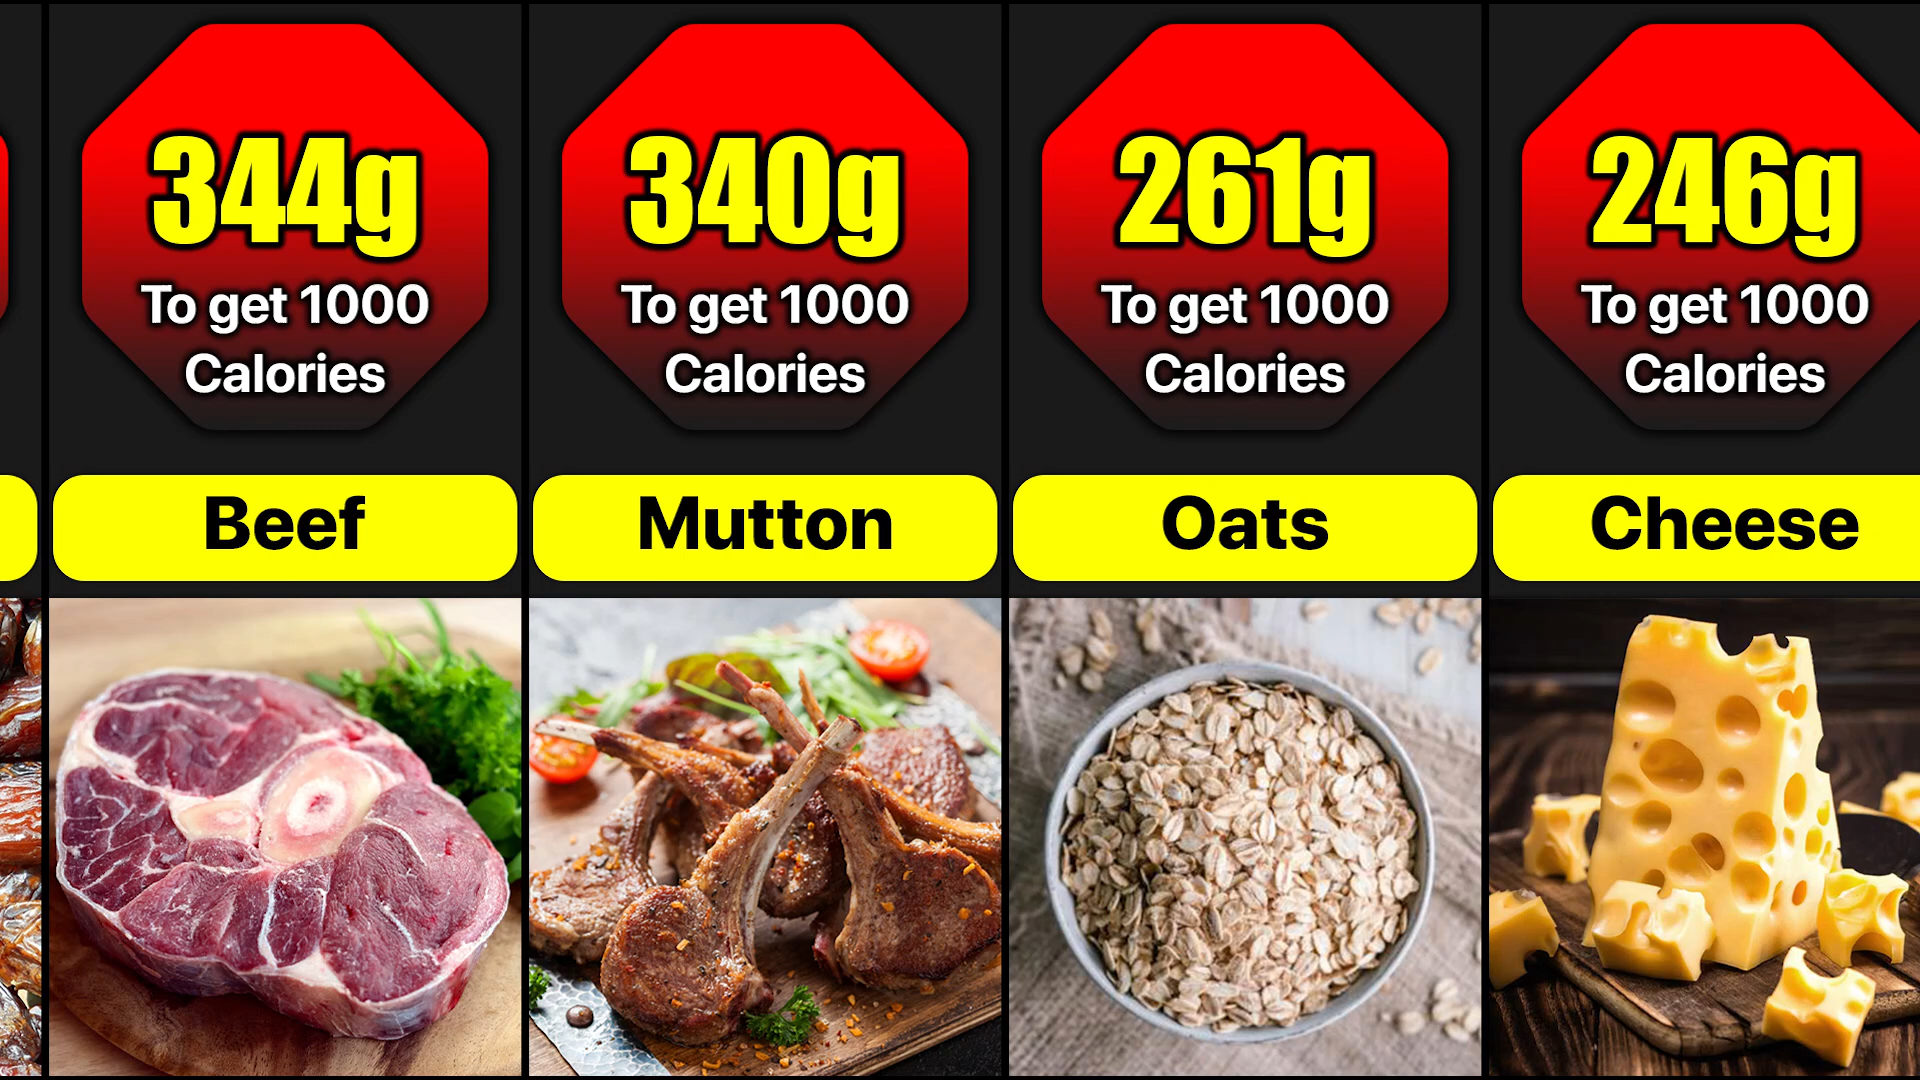 344g
To get 1000
Calories
Beef
340g
To get 1000
Calories
Mutton
261g
To get 1000
Calories
Oats
246g
To get 1000
Calories
Cheese